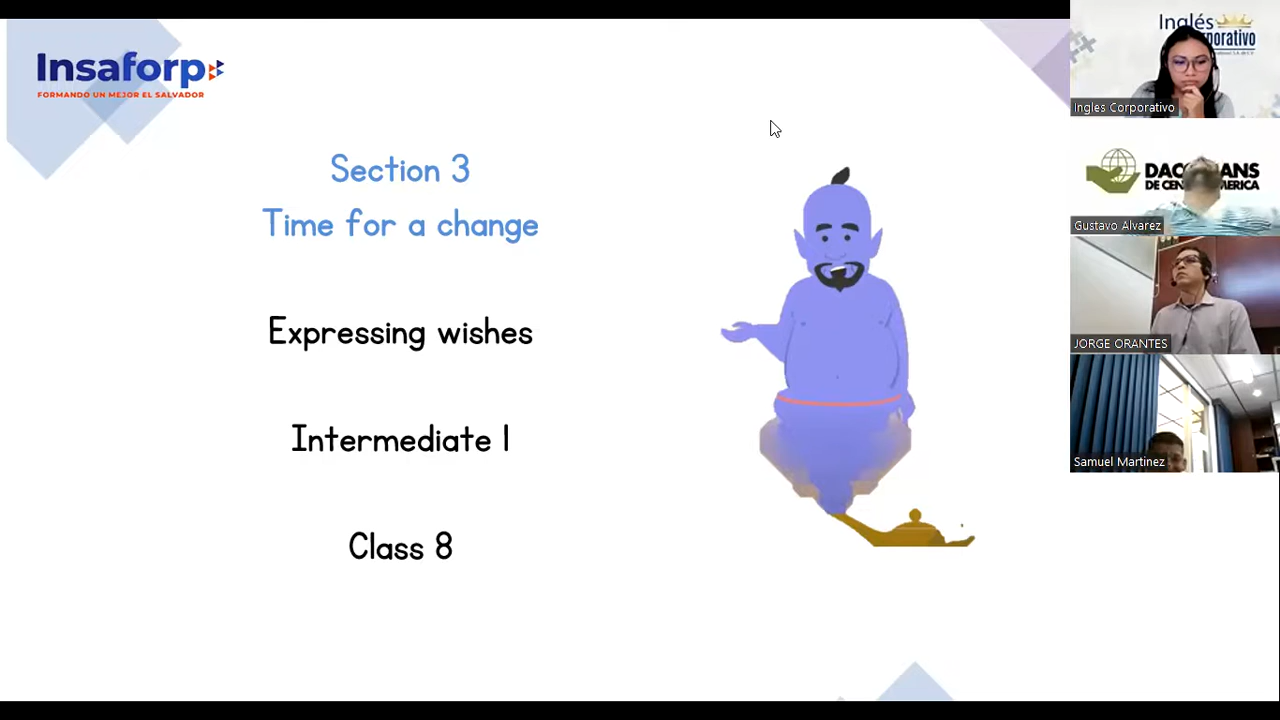 Insaforp
FORMANDO UN MEJOR EL SALVADOR
Section 3
Time for a change
Expressing wishes
Intermediate 1
Class 8
Inglés
Ingles Corporativo
DE CEN
Gustavo Alvarez
JORGE ORANTES
Samuel Martinez